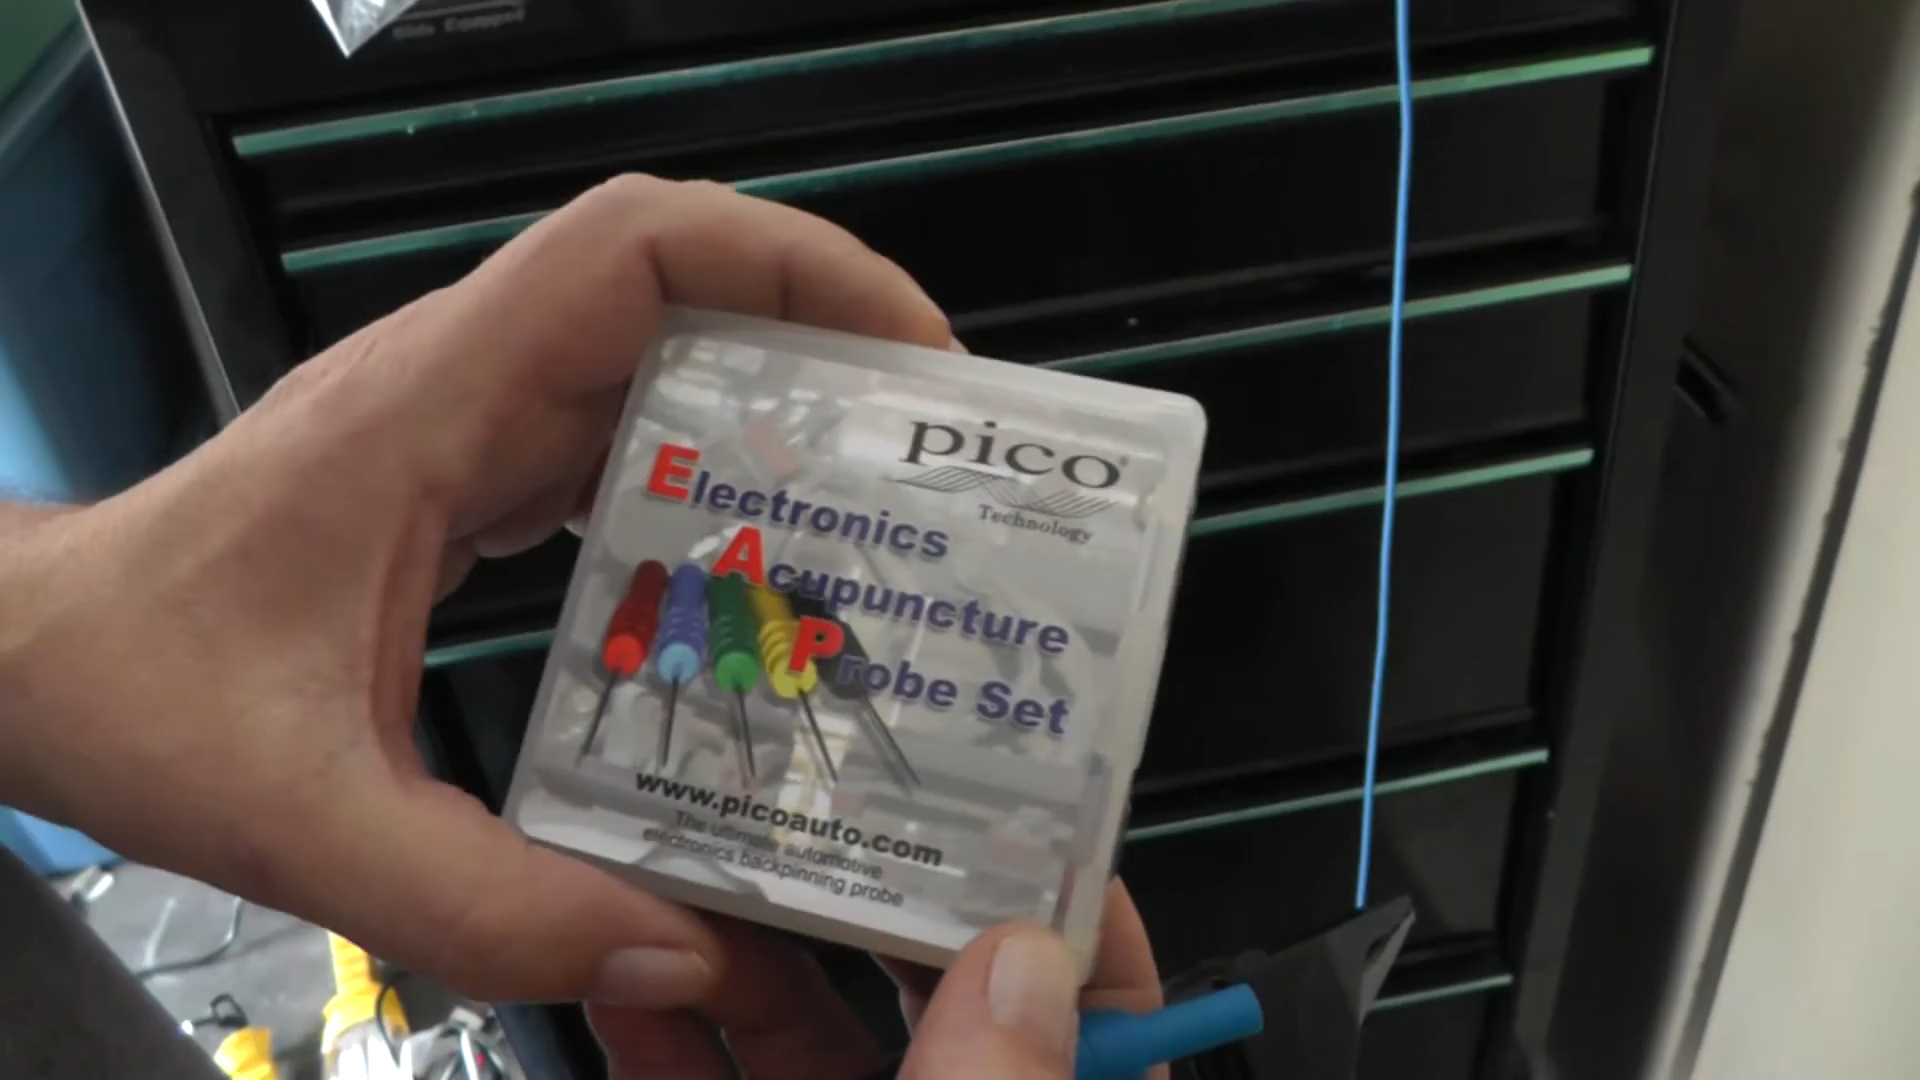 pico
Technology
Electronics
Acupuncture
Probe Set
www.picoauto.com
The ultimate automotive
electronics backpinning probe